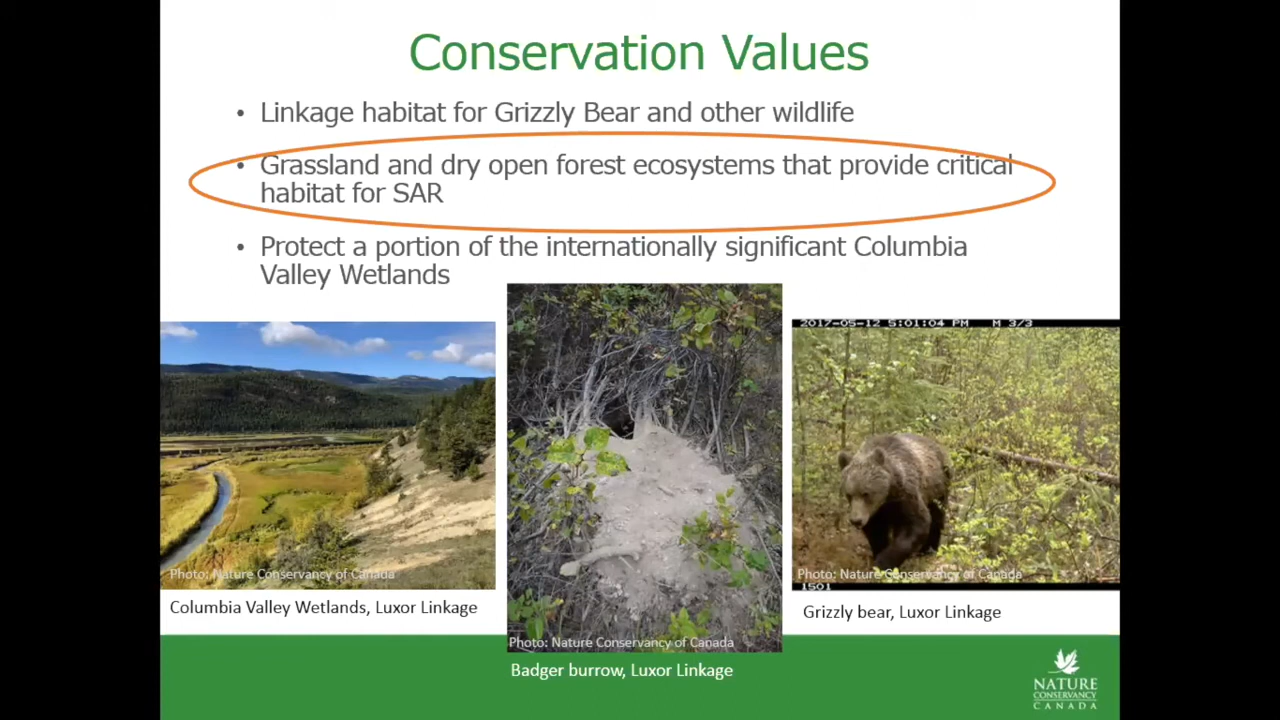 Conservation Values
• Linkage habitat for Grizzly Bear and other wildlife
• Grassland and dry open forest ecosystems that provide critical
habitat for SAR
• Protect a portion of the internationally significant Columbia
Valley Wetlands
2017-05-12 5:01:04 PM M 3/3
Photo: Nature Conservancy of Canada
Photo: Nature Conservancy of Canada
1501
Columbia Valley Wetlands, Luxor Linkage
Grizzly bear, Luxor Linkage
Photo: Nature Conservancy of Canada
Badger burrow, Luxor Linkage
NATURE
CONSERVANCY
CANADA